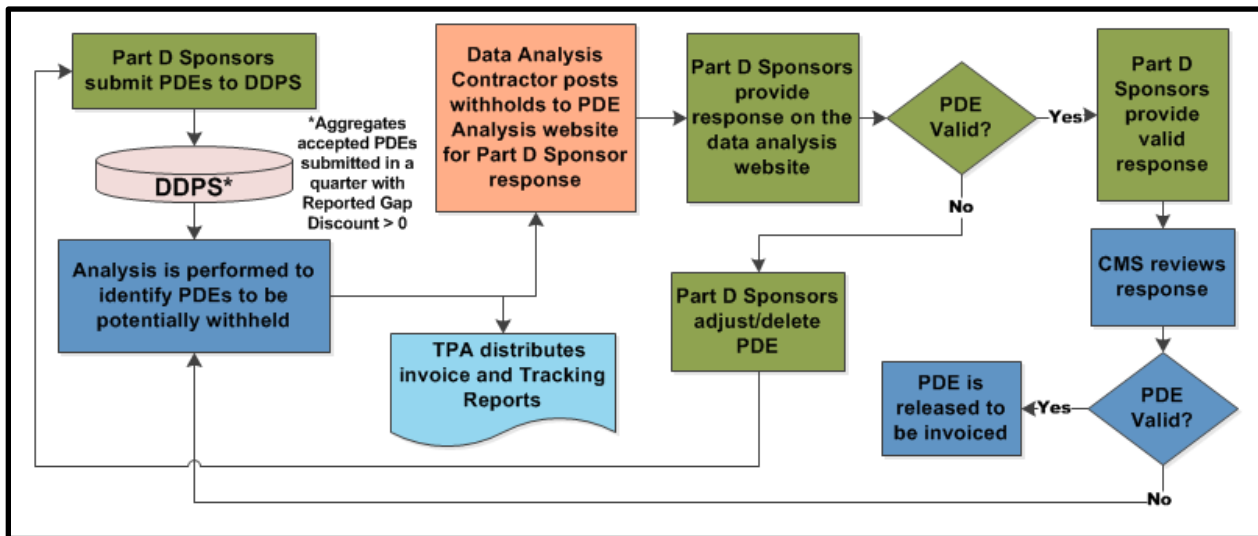 Part D Sponsors
submit PDEs to DDPS
DDPS*
*Aggregates
accepted PDEs
submitted in a
quarter with
Reported Gap
Discount > 0
Analysis is performed to
identify PDEs to be
potentially withheld
TPA distributes
invoice and Tracking
Reports
Data Analysis
Contractor posts
withholds to PDE
Analysis website
for Part D Sponsor
response
Part D Sponsors
provide
response on the
data analysis
website
PDE
Valid?
Yes
No
Part D Sponsors
adjust/delete
PDE
Part D
Sponsors
provide
valid
response
CMS reviews
response
PDE
Valid?
Yes
No
PDE is
released to
be invoiced